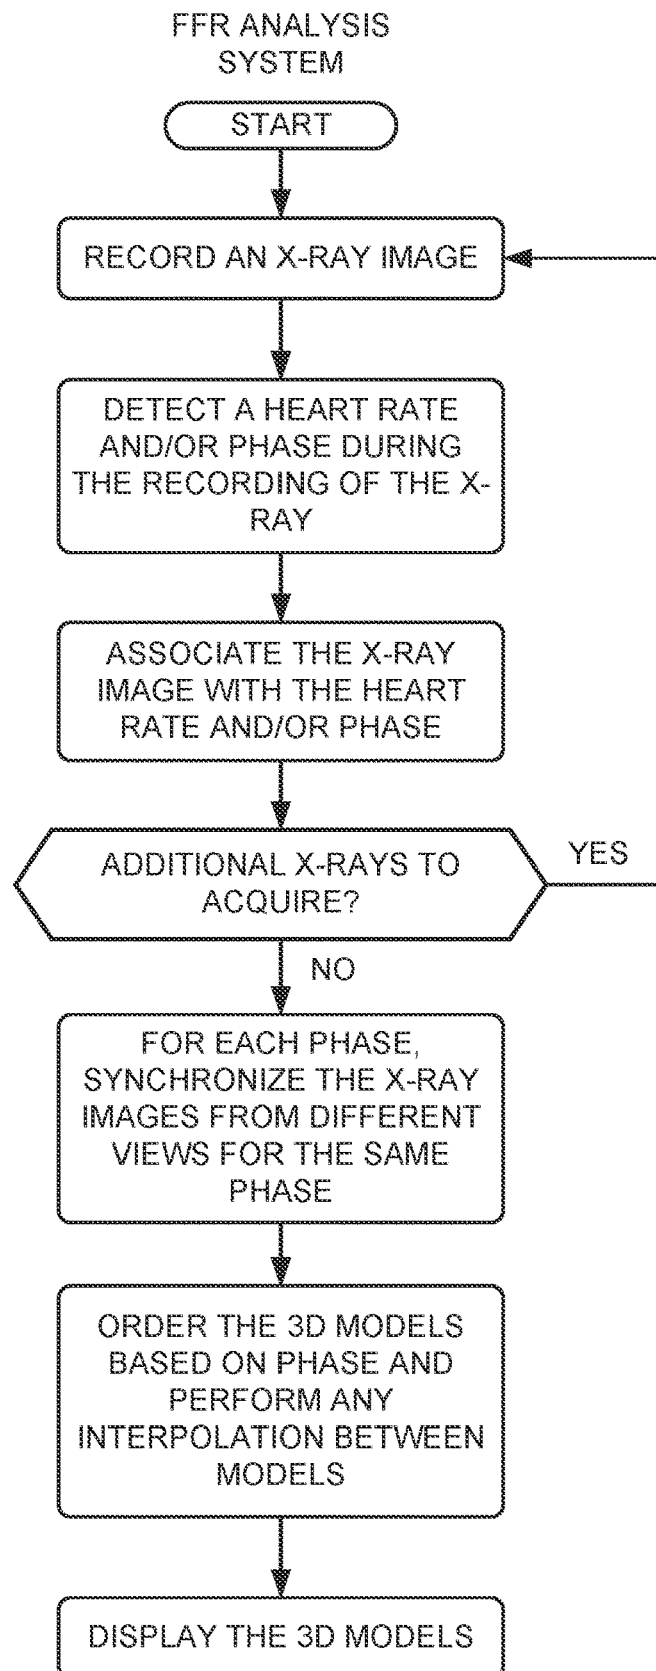 FFR ANALYSIS
SYSTEM
START
RECORD AN X-RAY IMAGE
DETECT A HEART RATE
AND/OR PHASE DURING
THE RECORDING OF THE X-
RAY
ASSOCIATE THE X-RAY
IMAGE WITH THE HEART
RATE AND/OR PHASE
ADDITIONAL X-RAYS TO
ACQUIRE?
YES
NO
FOR EACH PHASE,
SYNCHRONIZE THE X-RAY
IMAGES FROM DIFFERENT
VIEWS FOR THE SAME
PHASE
ORDER THE 3D MODELS
BASED ON PHASE AND
PERFORM ANY
INTERPOLATION BETWEEN
MODELS
DISPLAY THE 3D MODELS